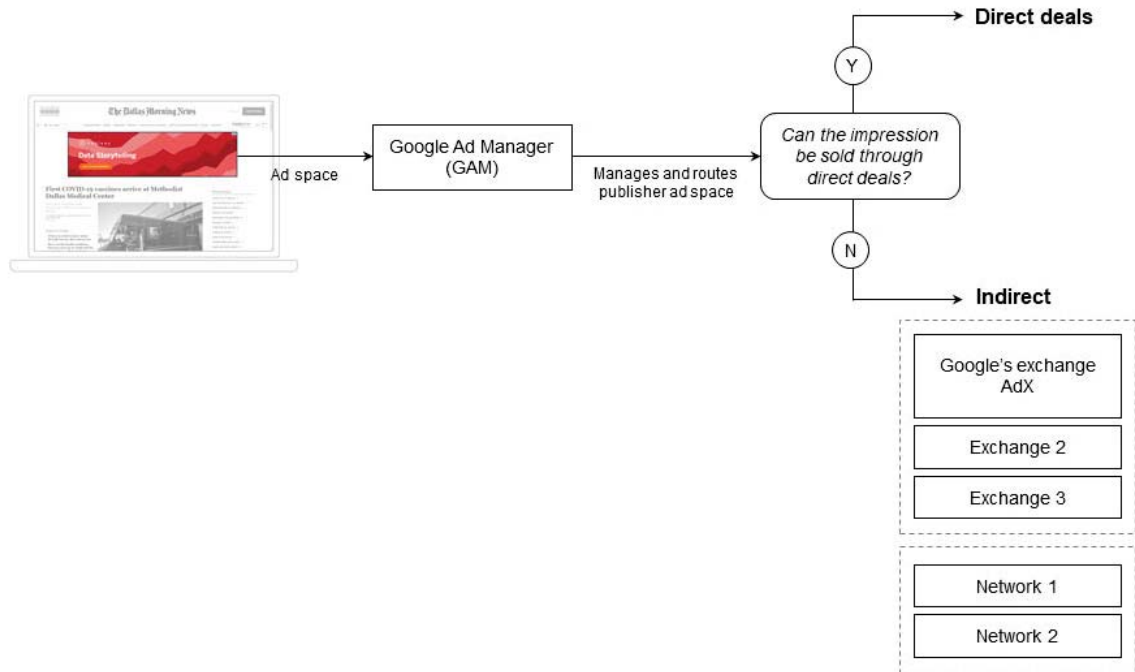 Direct deals
Y
The Dallas Morning News
Data Storytelling
First COVID-19 vaccines arrive at Methodist
Dallas Medical Center
Ad space
Google Ad Manager
(GAM)
Manages and routes
publisher ad space
Can the impression
be sold through
direct deals?
N
Indirect
Google’s exchange
AdX
Exchange 2
Exchange 3
Network 1
Network 2